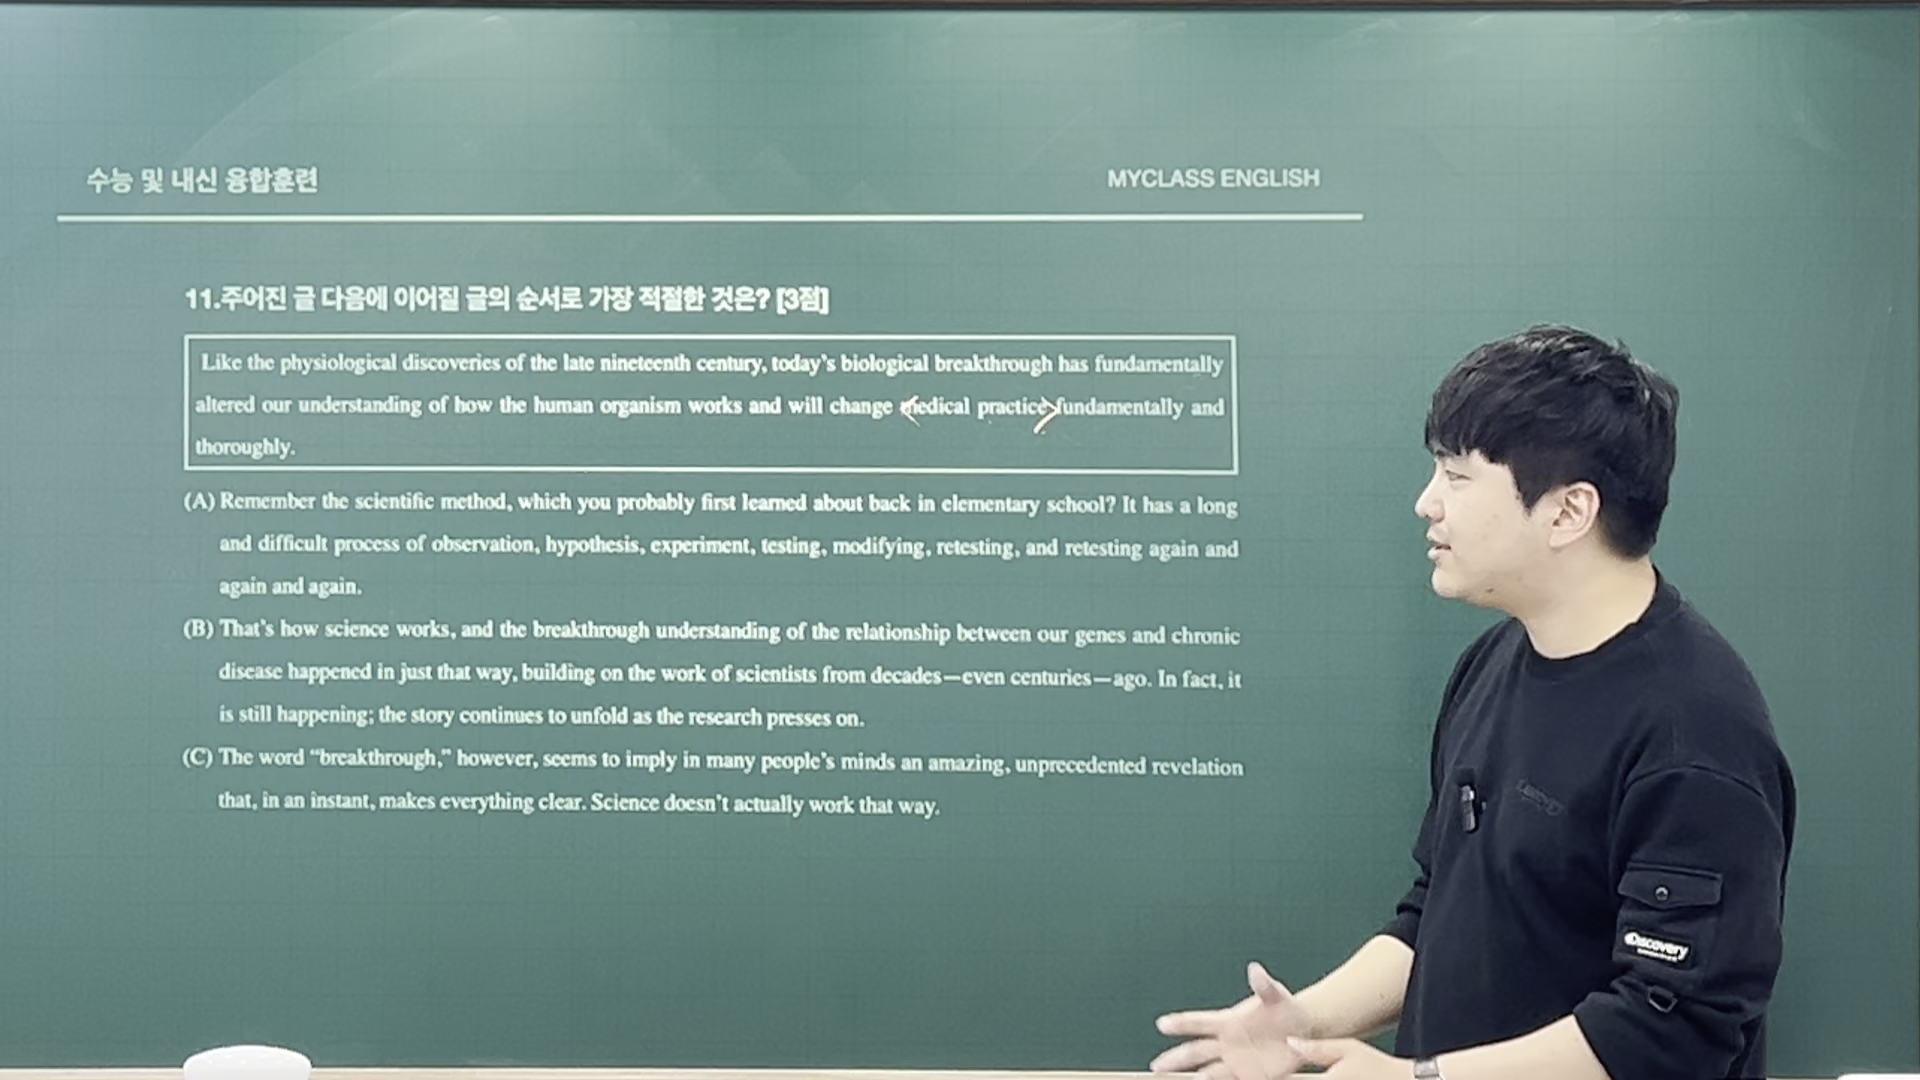 수능 및 내신 융합훈련
MYCLASS ENGLISH
11.주어진 글 다음에 이어질 글의 순서로 가장 적절한 것은? [3점]
Like the physiological discoveries of the late nineteenth century, today's biological breakthrough has fundamentally
altered our understanding of how the human organism works and will change medical practice fundamentally and
thoroughly.
(A) Remember the scientific method, which you probably first learned about back in elementary school? It has a long
and difficult process of observation, hypothesis, experiment, testing, modifying, retesting, and retesting again and
again and again.
(B) That's how science works, and the breakthrough understanding of the relationship between our genes and chronic
disease happened in just that way, building on the work of scientists from decades—even centuries—ago. In fact, it
is still happening; the story continues to unfold as the research presses on.
(C) The word “breakthrough,” however, seems to imply in many people's minds an amazing, unprecedented revelation
that, in an instant, makes everything clear. Science doesn't actually work that way.
Discovery